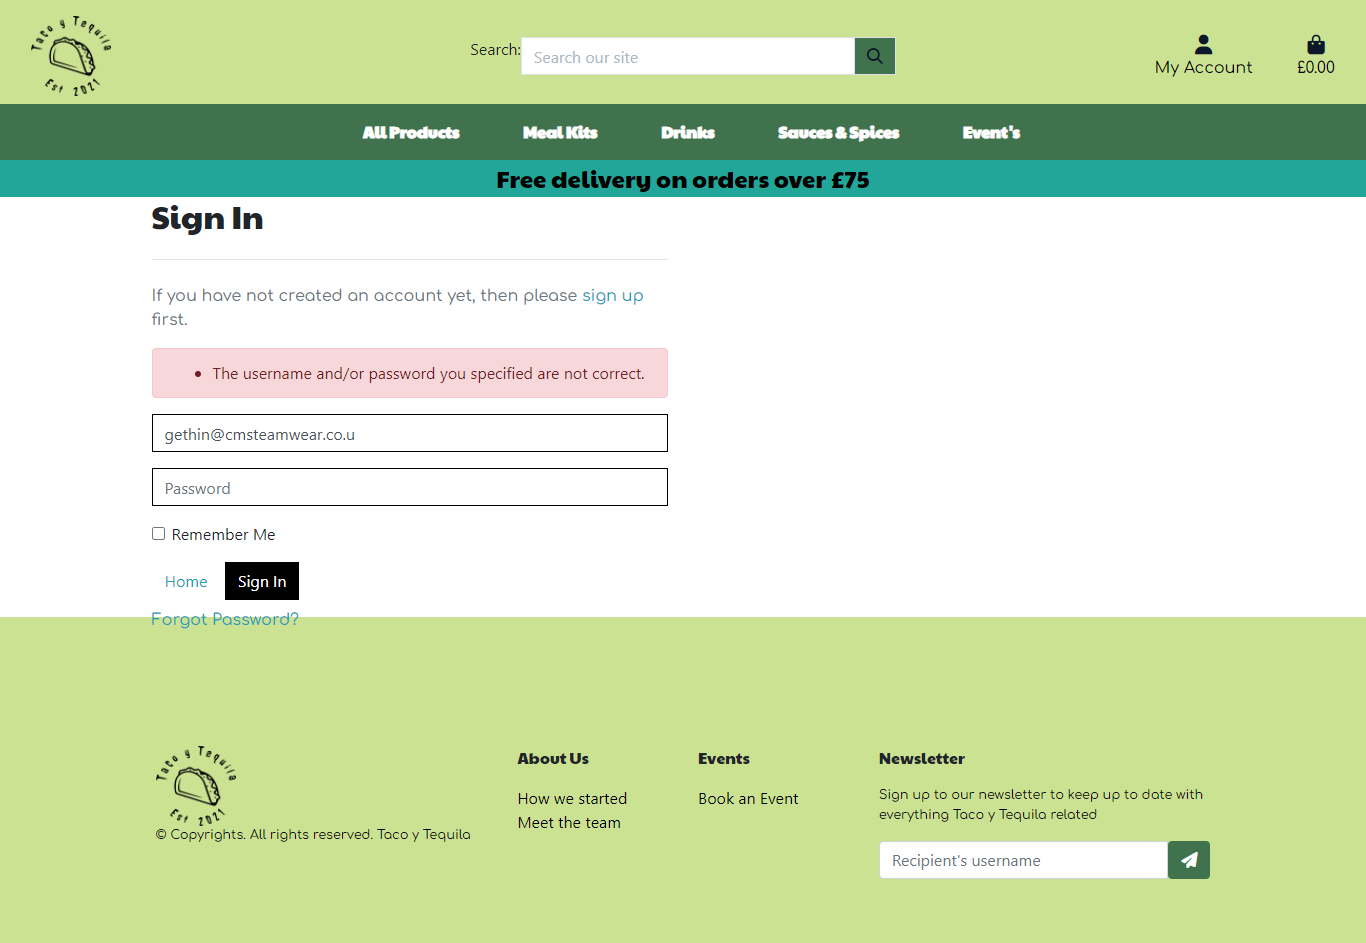 Taco y Tequila
Est 2021
Search: Search our site
My Account
£0.00
All Products Meal Kits Drinks Sauces & Spices Event's
Free delivery on orders over £75
Sign In
If you have not created an account yet, then please sign up
first.
The username and/or password you specified are not correct.
gethin@cmsteamwear.co.u
Password
Remember Me
Home Sign In
Forgot Password?
Taco y Tequila
Est 2021
© Copyrights. All rights reserved. Taco y Tequila
About Us
How we started
Meet the team
Events
Book an Event
Newsletter
Sign up to our newsletter to keep up to date with
everything Taco y Tequila related
Recipient's username